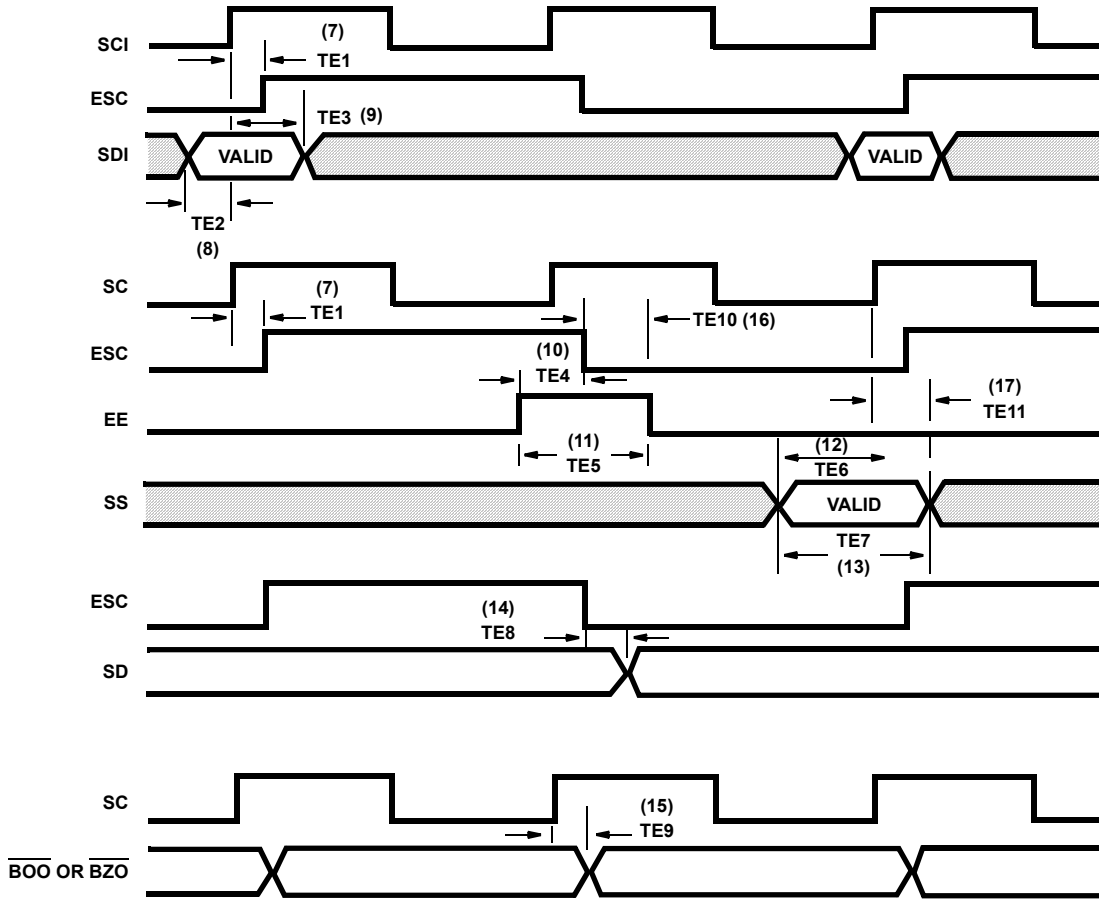 SCI
(7)
TE1
ESC
TE3 (9)
SDI
VALID
VALID
TE2
(8)
SC
(7)
TE1
TE10 (16)
ESC
(10)
TE4
(17)
TE11
EE
(11)
TE5
(12)
TE6
SS
VALID
TE7
(13)
ESC
(14)
TE8
SD
SC
(15)
TE9
B̅O̅O̅ OR B̅Z̅O̅